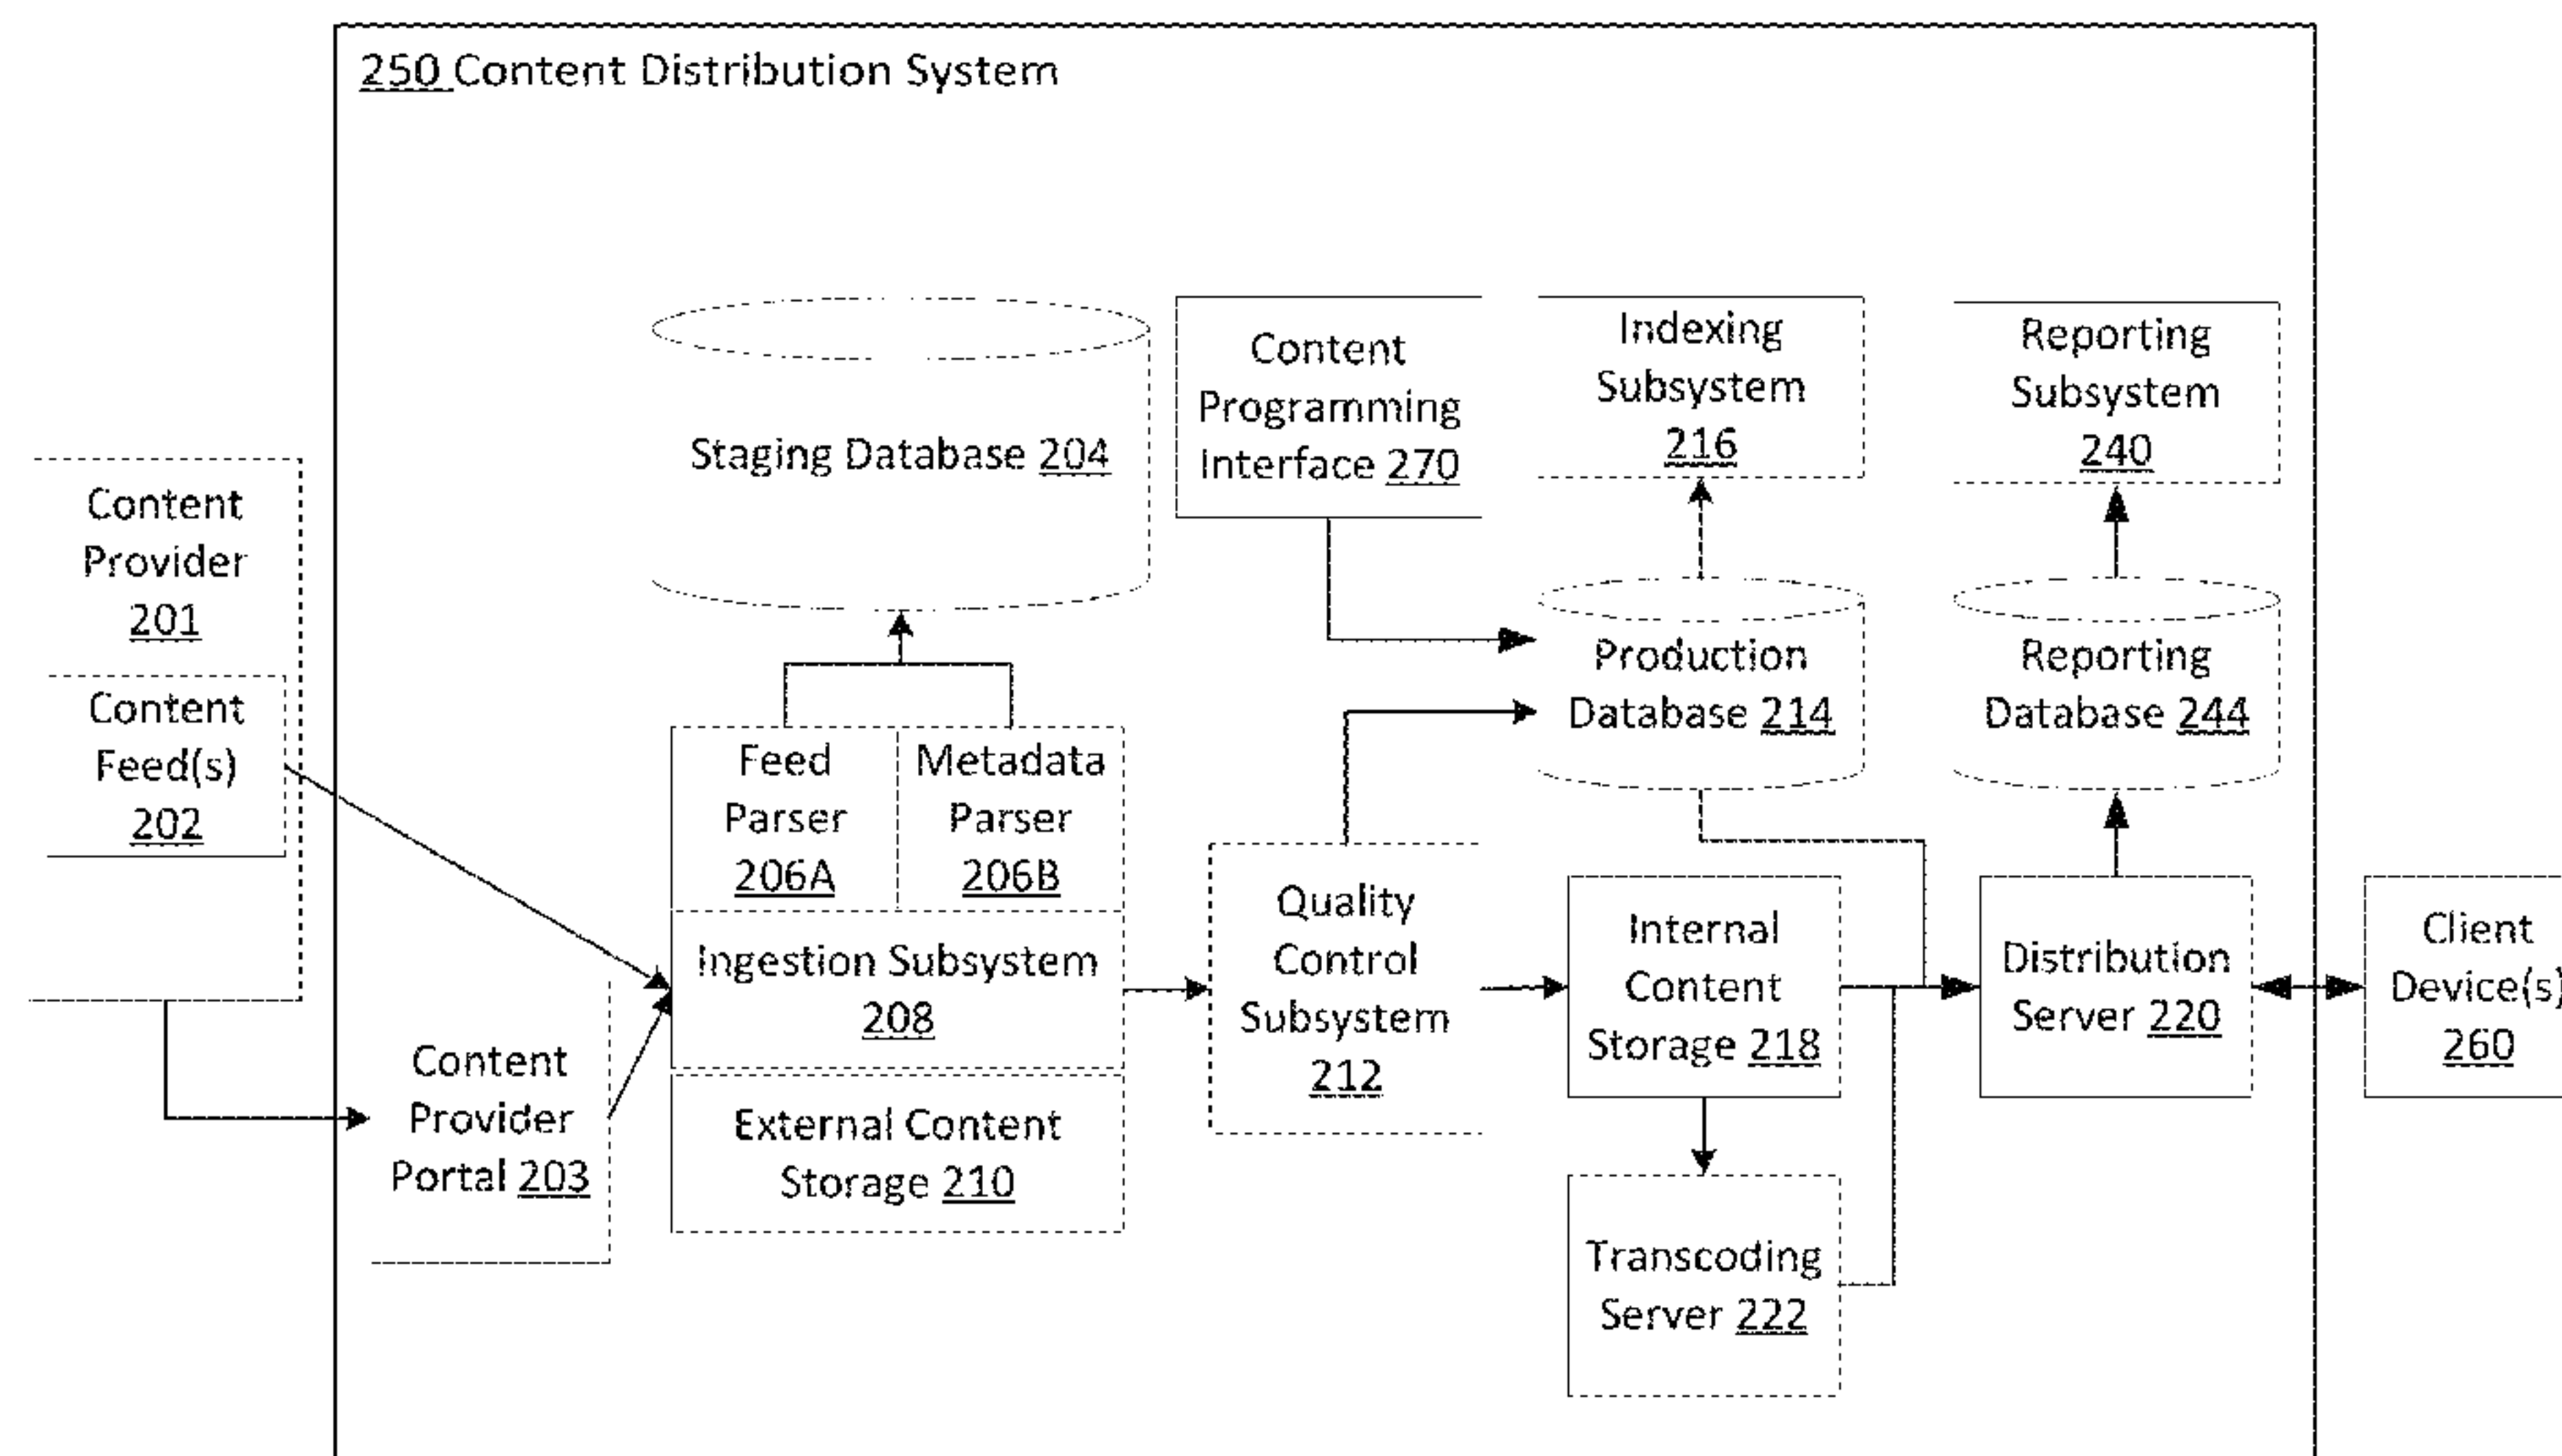 250 Content Distribution System
Content
Provider
201
Content
Feed(s)
202
Content
Provider
Portal 203
Staging Database 204
Feed
Parser
206A
Metadata
Parser
206B
Ingestion Subsystem
208
External Content
Storage 210
Content
Programming
Interface 270
Quality
Control
Subsystem
212
Indexing
Subsystem
216
Production
Database 214
Internal
Content
Storage 218
Transcoding
Server 222
Reporting
Subsystem
240
Reporting
Database 244
Distribution
Server 220
Client
Device(s)
260